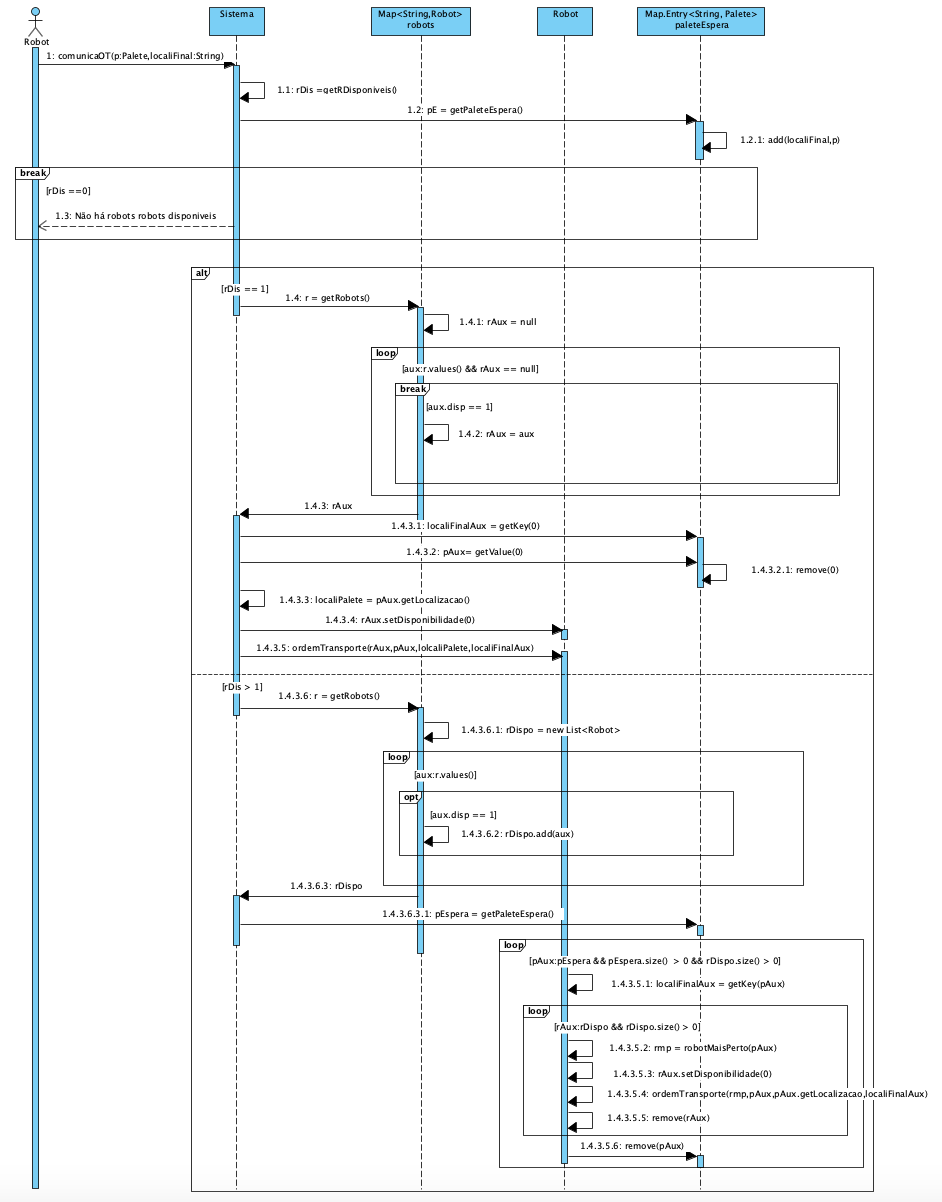 Robot
Sistema
Map<String,Robot>
robots
Robot
Map.Entry<String, Palete>
paleteEspera
1: comunicaOT(p:Palete,localiFinal:String)
1.1: rDis =getRDisponiveis()
1.2: pE = getPaleteEspera()
1.2.1: add(localiFinal,p)
break
[rDis ==0]
1.3: Não há robots robots disponiveis
alt
[rDis == 1]
1.4: r = getRobots()
1.4.1: rAux = null
loop
[aux:r.values() && rAux == null]
break
[aux.disp == 1]
1.4.2: rAux = aux
1.4.3: rAux
1.4.3.1: localiFinalAux = getKey(0)
1.4.3.2: pAux= getValue(0)
1.4.3.2.1: remove(0)
1.4.3.3: localiPalete = pAux.getLocalizacao()
1.4.3.4: rAux.setDisponibilidade(0)
1.4.3.5: ordemTransporte(rAux,pAux,lolcaliPalete,localiFinalAux)
[rDis > 1]
1.4.3.6: r = getRobots()
1.4.3.6.1: rDispo = new List<Robot>
loop
[aux:r.values()]
opt
[aux.disp == 1]
1.4.3.6.2: rDispo.add(aux)
1.4.3.6.3: rDispo
1.4.3.6.3.1: pEspera = getPaleteEspera()
loop
[pAux:pEspera && pEspera.size() > 0 && rDispo.size() > 0]
1.4.3.5.1: localiFinalAux = getKey(pAux)
loop
[rAux:rDispo && rDispo.size() > 0]
1.4.3.5.2: rmp = robotMaisPerto(pAux)
1.4.3.5.3: rAux.setDisponibilidade(0)
1.4.3.5.4: ordemTransporte(rmp,pAux,pAux.getLocalizacao,localiFinalAux)
1.4.3.5.5: remove(rAux)
1.4.3.5.6: remove(pAux)